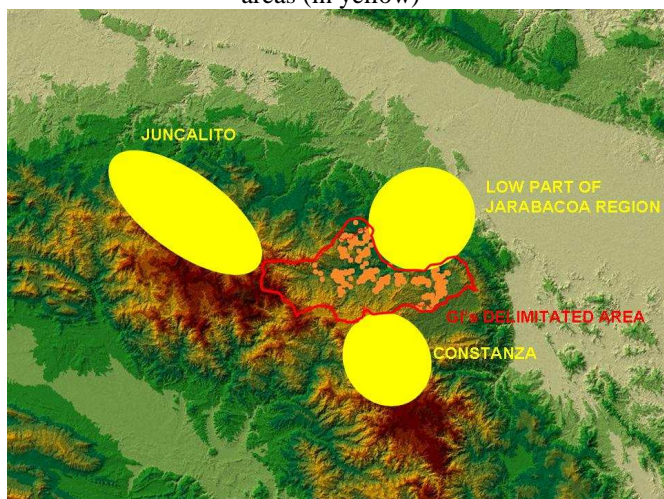 areas (in yellow)
JUNCALITO
LOW PART OF
JARABACOA REGION
GI's DELIMITATED AREA
CONSTANZA